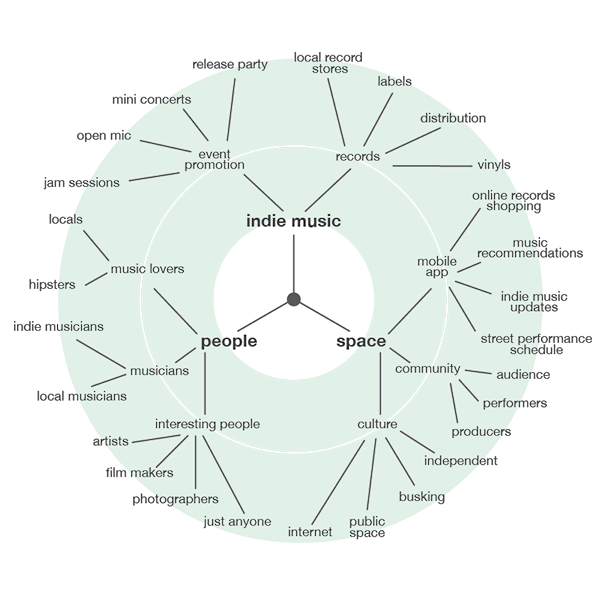 release party
local record
stores
labels
mini concerts
distribution
open mic
event
promotion
records
vinyls
jam sessions
online records
shopping
locals
indie music
music
recommendations
music lovers
mobile
app
hipsters
indie music
updates
indie musicians
people
space
street performance
schedule
musicians
community
audience
local musicians
performers
interesting people
culture
producers
artists
independent
film makers
photographers
busking
just anyone
internet
public
space